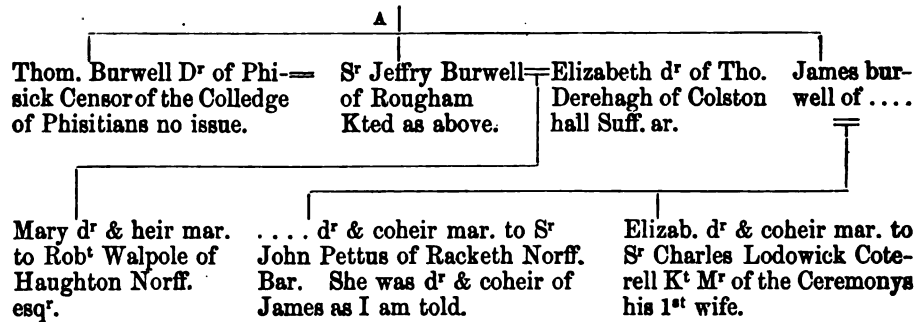 A
Thom. Burwell Dʳ of Phi-
sick Censor of the Colledge
of Phisitians no issue.
Sʳ Jeffry Burwell
of Rougham
Kted as above.
Elizabeth dʳ of Tho.
Derehagh of Colston
hall Suff. ar.
James bur-
well of ....
Mary dʳ & heir mar.
to Robᵗ Walpole of
Haughton Norff.
esqʳ.
.... dʳ & coheir mar. to Sʳ
John Pettus of Racketh Norff.
Bar. She was dʳ & coheir of
James as I am told.
Elizab. dʳ & coheir mar. to
Sʳ Charles Lodowick Cote-
rell Kᵗ Mʳ of the Ceremonys
his 1ˢᵗ wife.